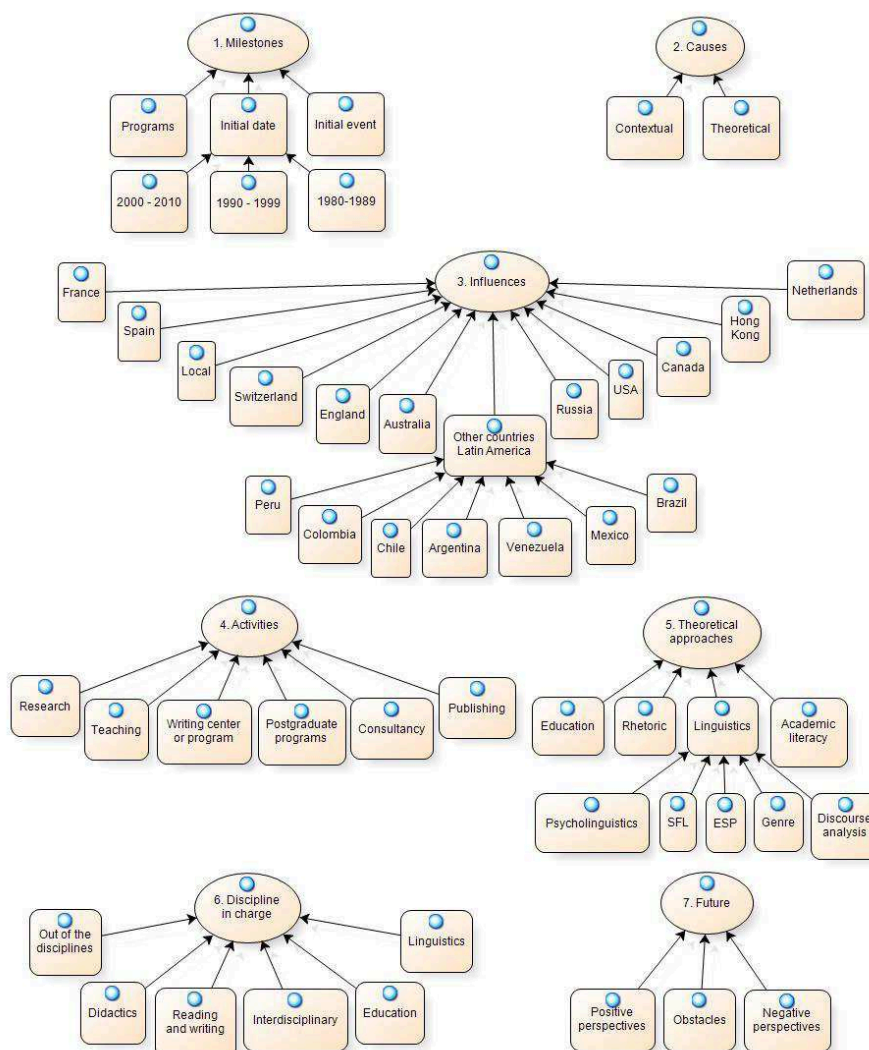 1. Milestones
2. Causes
Programs
Initial date
Initial event
Contextual
Theoretical
2000 - 2010
1990 - 1999
1980-1989
3. Influences
France
Netherlands
Spain
Hong
Kong
Local
Canada
Switzerland
USA
England
Russia
Australia
Other countries
Latin America
Peru
Brazil
Colombia
Mexico
Chile
Argentina
Venezuela
4. Activities
5. Theoretical
approaches
Research
Publishing
Teaching
Writing center
or program
Postgraduate
programs
Consultancy
Education
Rhetoric
Linguistics
Academic
literacy
Psycholinguistics
SFL
ESP
Genre
Discourse
analysis
6. Discipline
in charge
7. Future
Out of the
disciplines
Linguistics
Didactics
Reading
and writing
Interdisciplinary
Education
Positive
perspectives
Obstacles
Negative
perspectives